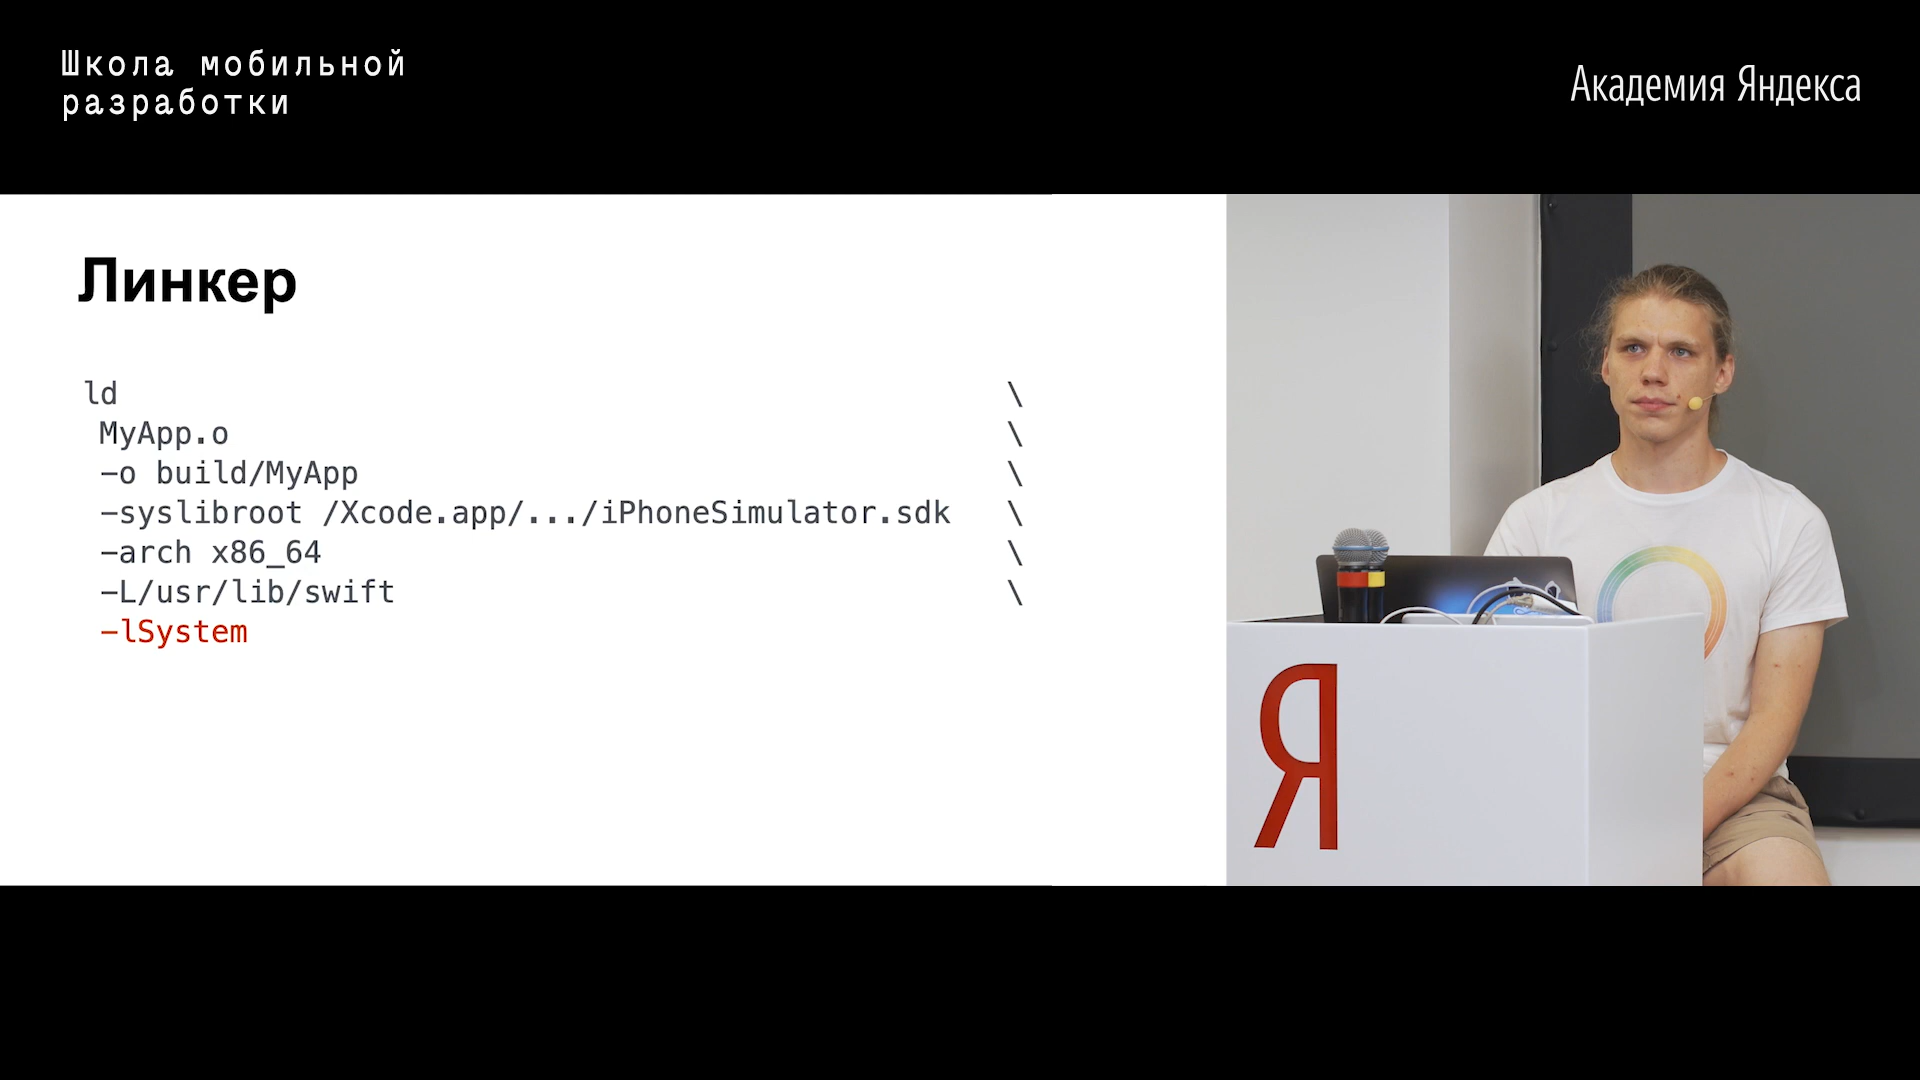 Школа мобильной
разработки
Академия Яндекса
Линкер
ld \
MyApp.o \
-o build/MyApp \
-syslibroot /Xcode.app/.../iPhoneSimulator.sdk \
-arch x86_64 \
-L/usr/lib/swift \
-lSystem
Я